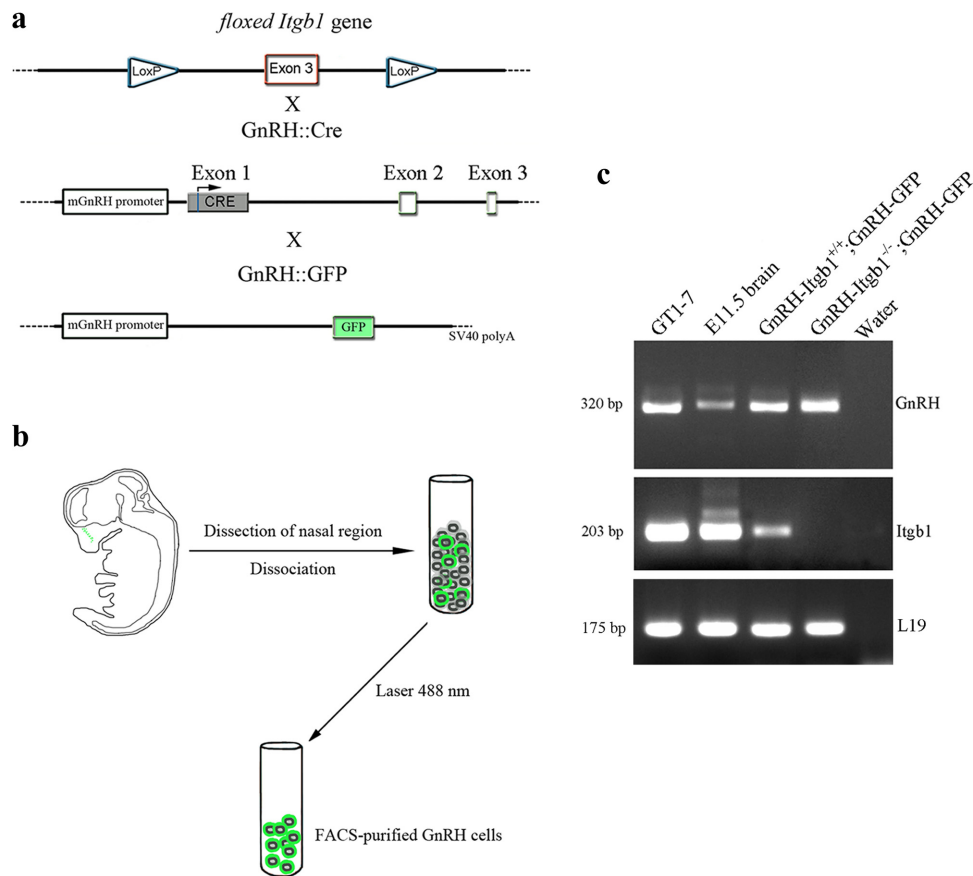 a
floxed Itgb1 gene
LoxP
Exon 3
LoxP
X
GnRH::Cre
Exon 1
Exon 2
Exon 3
mGnRH promoter
CRE
X
GnRH::GFP
mGnRH promoter
GFP
SV40 polyA
b
Dissection of nasal region
Dissociation
Laser 488 nm
FACS-purified GnRH cells
c
GT1-7
E11.5 brain
GnRH-Itgb1+/+;GnRH-GFP
GnRH-Itgb1-/-;GnRH-GFP
Water
320 bp
GnRH
203 bp
Itgb1
175 bp
L19